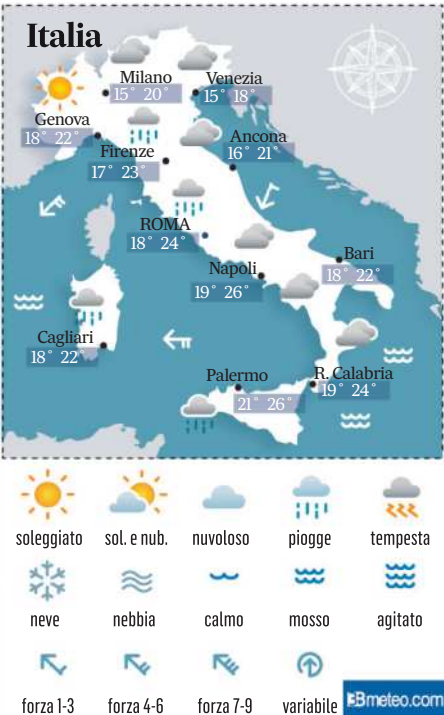 Italia
Milano
15° 20°
Venezia
15° 18°
Genova
18° 22°
Firenze
17° 23°
Ancona
16° 21°
ROMA
18° 24°
Napoli
19° 26°
Bari
18° 22°
Cagliari
18° 22°
Palermo
21° 26°
R. Calabria
19° 24°
soleggiato sol. e nub. nuvoloso piogge tempesta
neve nebbia calmo mosso agitato
forza 1-3 forza 4-6 forza 7-9 variabile
3Bmeteo.com